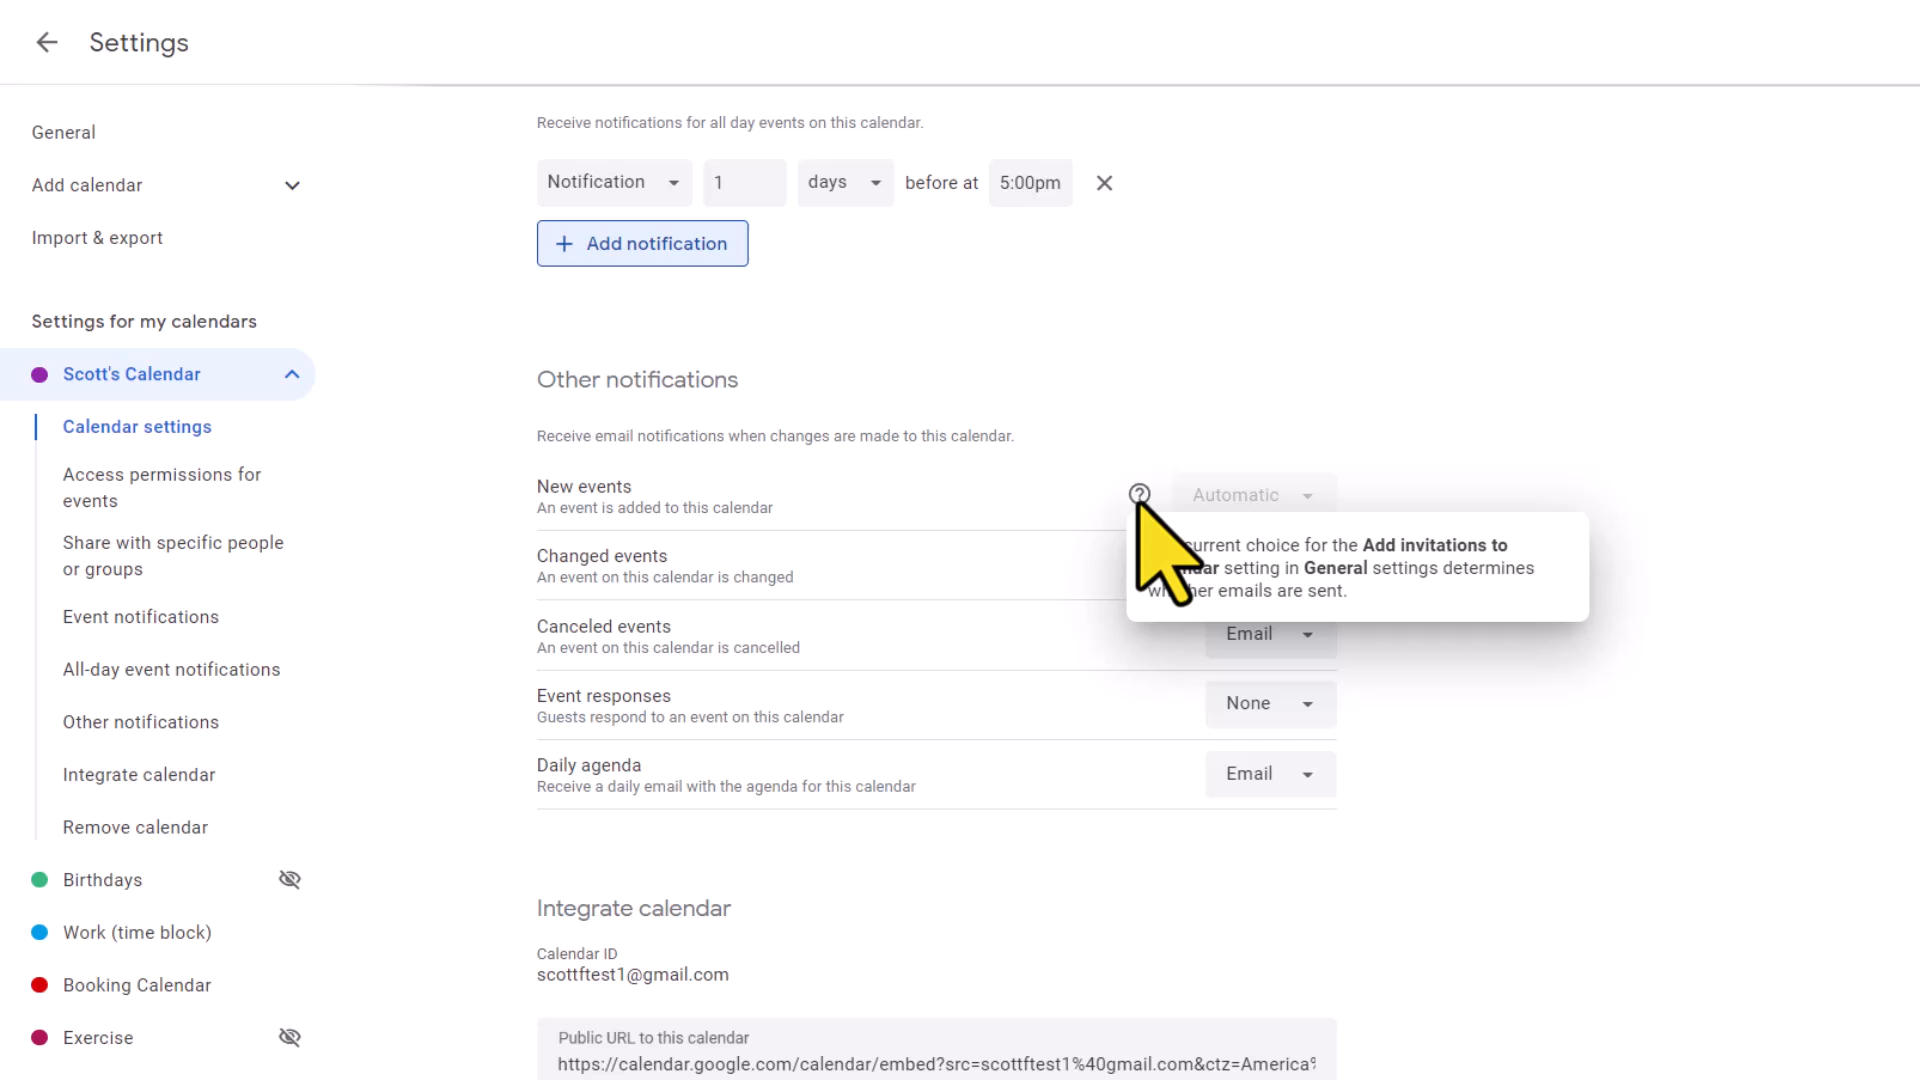 Settings
General
Add calendar
Import & export
Settings for my calendars
Scott's Calendar
Calendar settings
Access permissions for
events
Share with specific people
or groups
Event notifications
All-day event notifications
Other notifications
Integrate calendar
Remove calendar
Birthdays
Work (time block)
Booking Calendar
Exercise
Receive notifications for all day events on this calendar.
Notification 1 days before at 5:00pm
+ Add notification
Other notifications
Receive email notifications when changes are made to this calendar.
New events
An event is added to this calendar
Automatic
current choice for the Add invitations to
setting in General settings determines
emails are sent.
Changed events
An event on this calendar is changed
Canceled events
An event on this calendar is cancelled
Email
Event responses
Guests respond to an event on this calendar
None
Daily agenda
Receive a daily email with the agenda for this calendar
Email
Integrate calendar
Calendar ID
scottftest1@gmail.com
Public URL to this calendar
https://calendar.google.com/calendar/embed?src=scottftest1%40gmail.com&ctz=America%